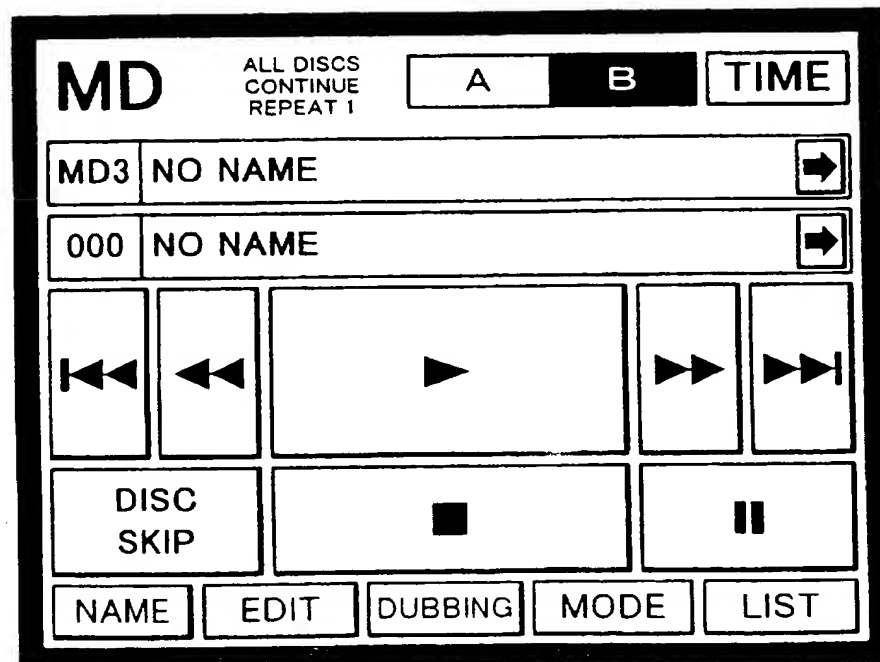 MD
ALL DISCS
CONTINUE
REPEAT 1
A B
TIME
MD3 NO NAME
000 NO NAME
DISC
SKIP
NAME EDIT DUBBING MODE LIST